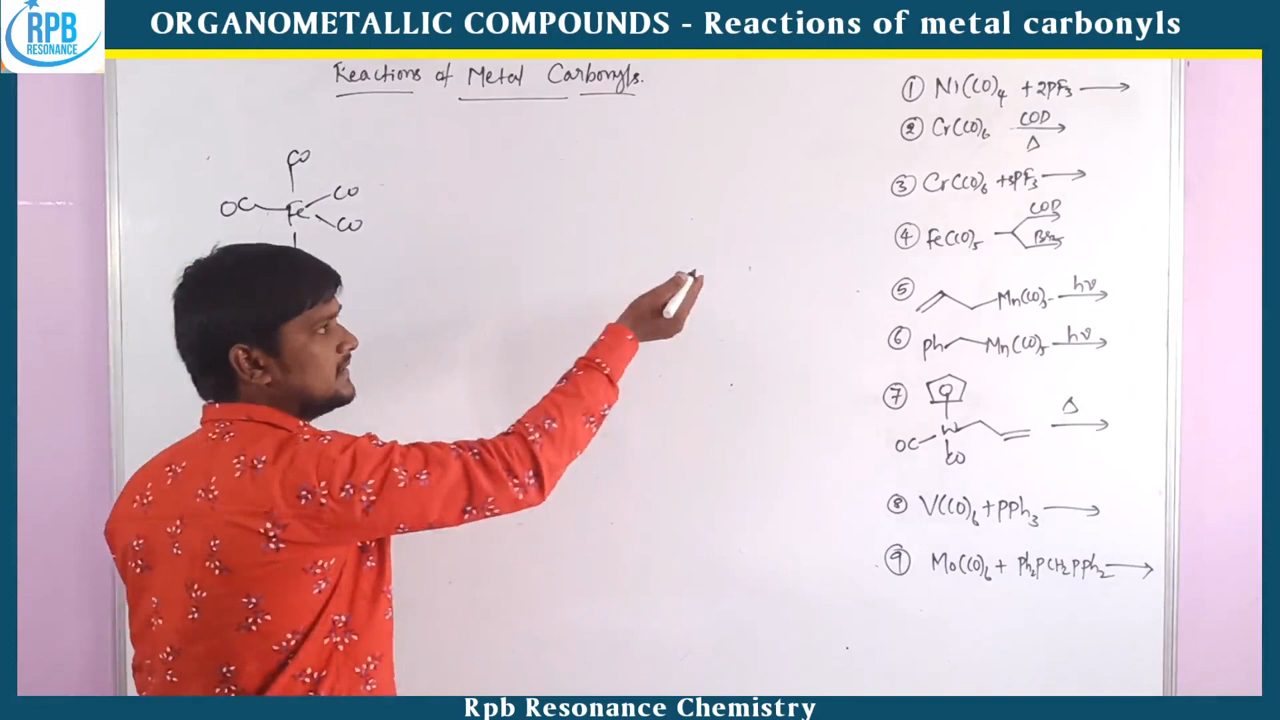 RPB
RESONANCE
ORGANOMETALLIC COMPOUNDS - Reactions of metal carbonyls
Reactions of Metal Carbonyls.
CO
OC Fe CO
CO
① Ni(CO)₄ + 2PF₃ ⟶
② Cr(CO)₆ COD ⟶ Δ
③ Cr(CO)₆ + 3PF₃ ⟶
④ Fe(CO)₅ COD
Br₂
⑤ Mn(CO)₅ hν ⟶
⑥ ph Mn(CO)₅ hν ⟶
⑦ Δ ⟶
OC W
CO
⑧ V(CO)₆ + PPh₃ ⟶
⑨ Mo(CO)₆ + Ph₂PCH₂PPh₂ ⟶
Rpb Resonance Chemistry